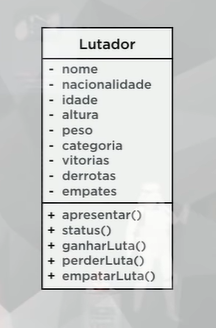 Lutador
- nome
- nacionalidade
- idade
- altura
- peso
- categoria
- vitorias
- derrotas
- empates
+ apresentar()
+ status()
+ ganharLuta()
+ perderLuta()
+ empatarLuta()